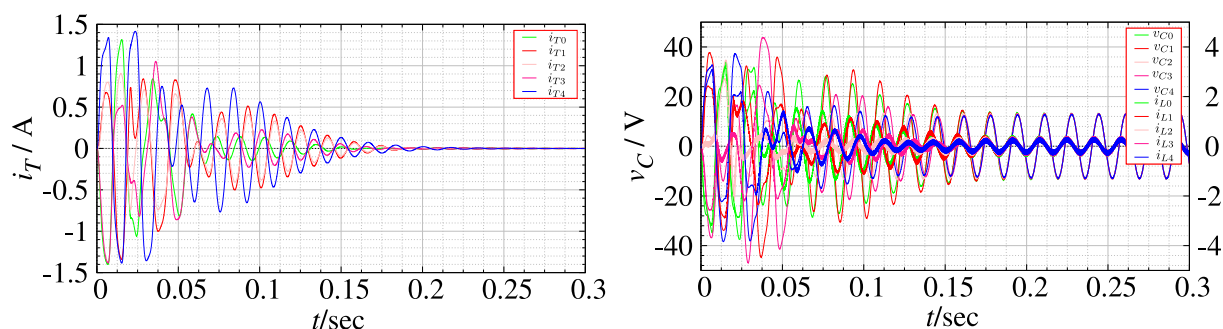 i_T / A
1.5
1
0.5
0
-0.5
-1
-1.5
i_T0
i_T1
i_T2
i_T3
i_T4
0 0.05 0.1 0.15 0.2 0.25 0.3
t/sec
v_C / V
40
20
0
-20
-40
v_C0
v_C1
v_C2
v_C3
v_C4
i_L0
i_L1
i_L2
i_L3
i_L4
4
2
0
-2
-4
0 0.05 0.1 0.15 0.2 0.25 0.3
t/sec